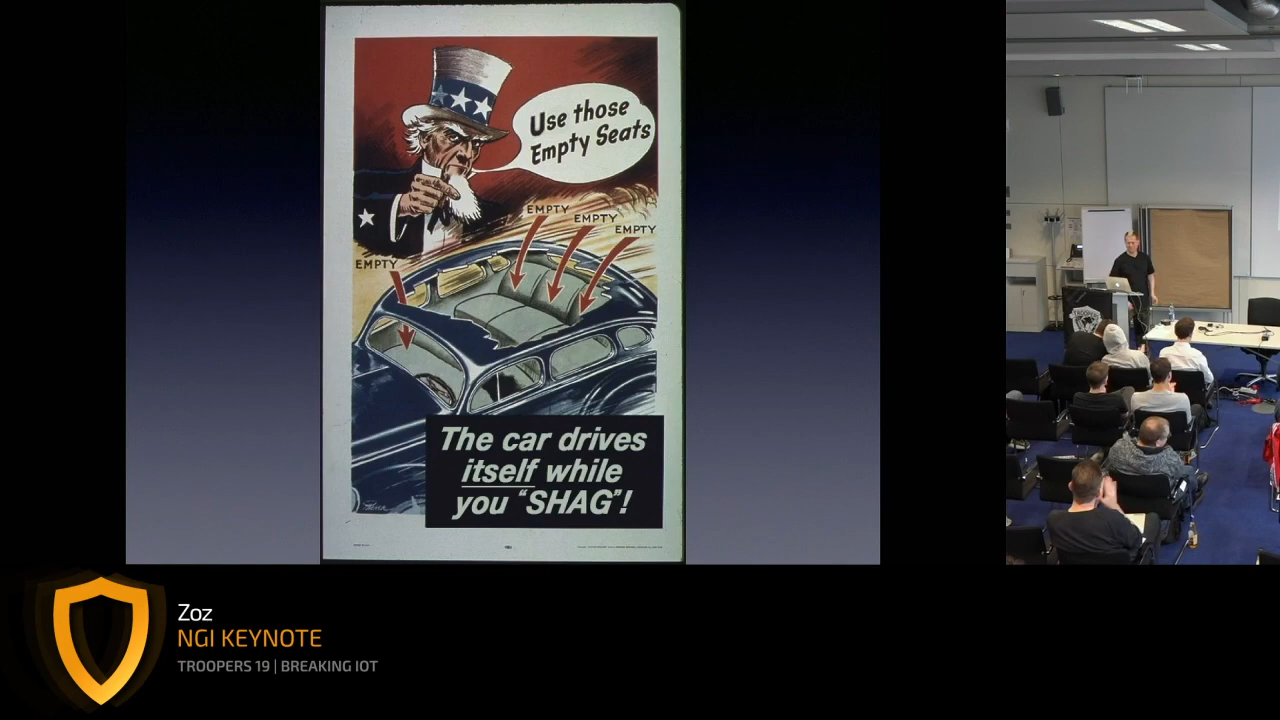 Use those
Empty Seats
EMPTY
EMPTY
EMPTY
EMPTY
The car drives
itself while
you "SHAG"!
Zoz
NGI KEYNOTE
TROOPERS 19 | BREAKING IOT